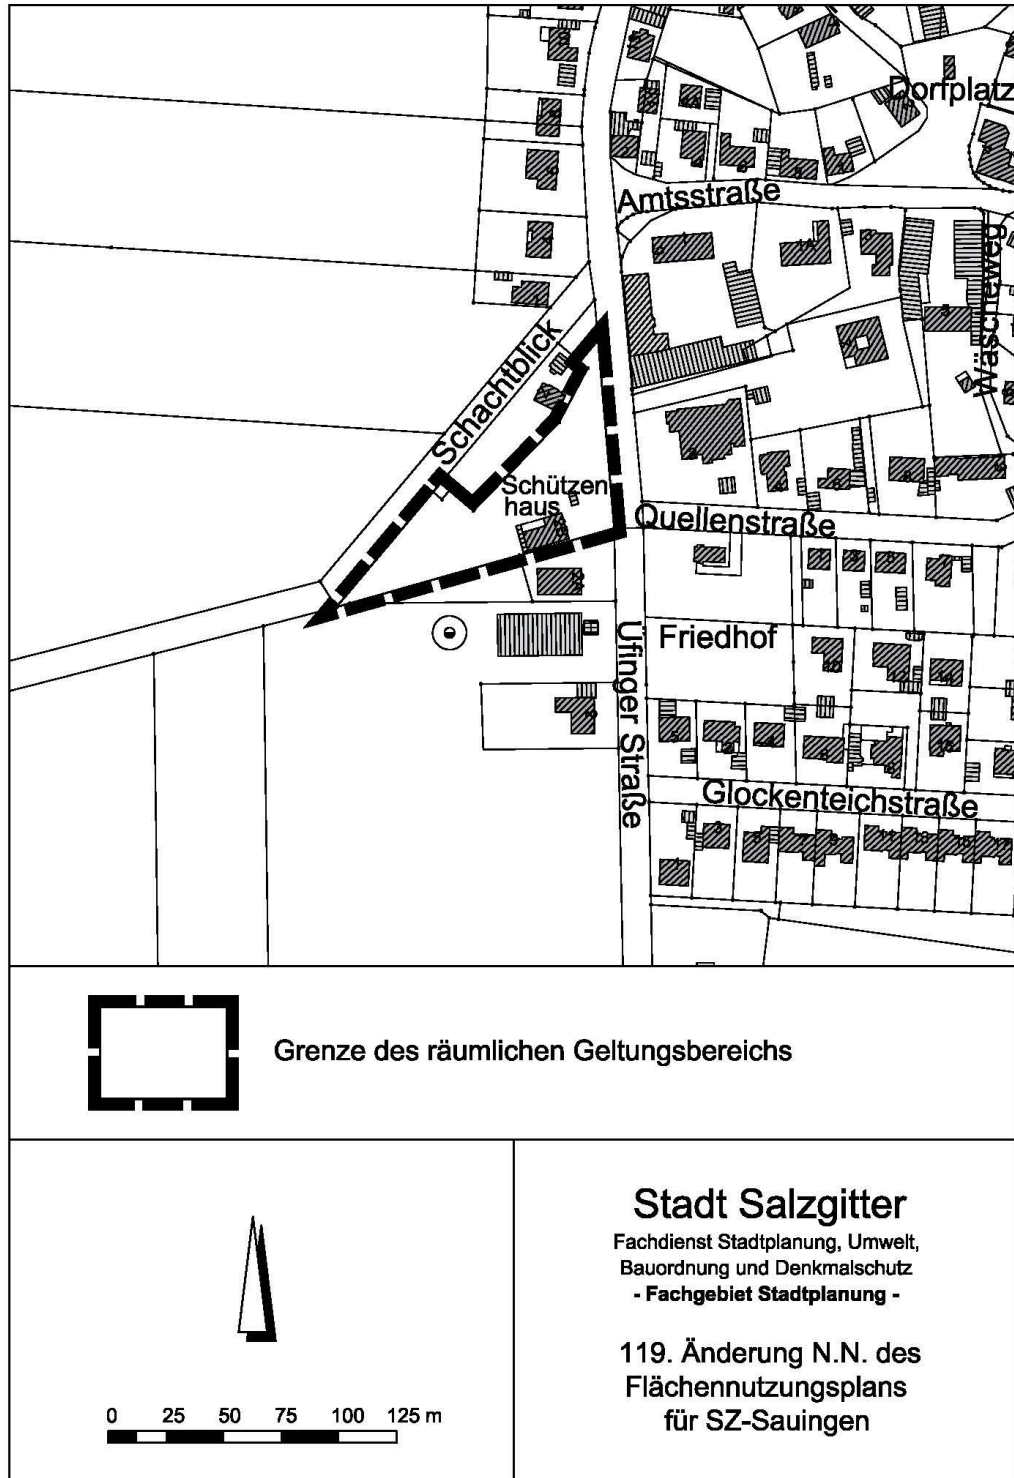 Dorfplatz
Amtsstraße
Wäscheweg
Schachtblick
Schützen
haus
Quellenstraße
Friedhof
Üfinger Straße
Glockenteichstraße
Grenze des räumlichen Geltungsbereichs
Stadt Salzgitter
Fachdienst Stadtplanung, Umwelt,
Bauordnung und Denkmalschutz
- Fachgebiet Stadtplanung -
119. Änderung N.N. des
Flächennutzungsplans
für SZ-Sauingen
0 25 50 75 100 125 m